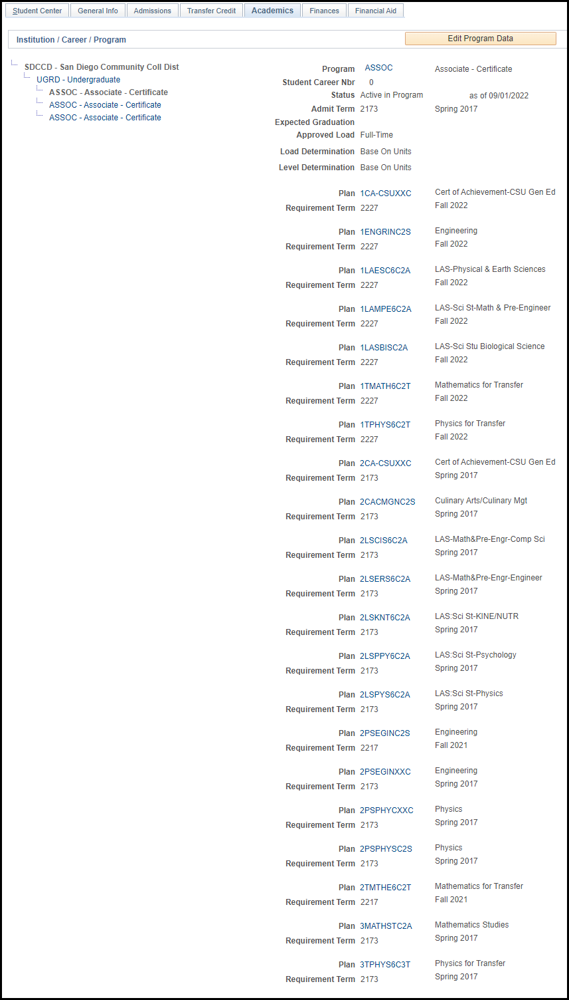 Student Center
General Info
Admissions
Transfer Credit
Academics
Finances
Financial Aid
Institution / Career / Program
Edit Program Data
SDCCD - San Diego Community Coll Dist
UGRD - Undergraduate
ASSOC - Associate - Certificate
ASSOC - Associate - Certificate
ASSOC - Associate - Certificate
Program ASSOC Associate - Certificate
Student Career Nbr 0
Status Active in Program as of 09/01/2022
Admit Term 2173 Spring 2017
Expected Graduation
Approved Load Full-Time
Load Determination Base On Units
Level Determination Base On Units
Plan 1CA-CSUXXC Cert of Achievement-CSU Gen Ed
Requirement Term 2227 Fall 2022
Plan 1ENGRINC2S Engineering
Requirement Term 2227 Fall 2022
Plan 1LAESC6C2A LAS-Physical & Earth Sciences
Requirement Term 2227 Fall 2022
Plan 1LAMPE6C2A LAS-Sci St-Math & Pre-Engineer
Requirement Term 2227 Fall 2022
Plan 1LASBISC2A LAS-Sci Stu Biological Science
Requirement Term 2227 Fall 2022
Plan 1TMATH6C2T Mathematics for Transfer
Requirement Term 2227 Fall 2022
Plan 1TPHYS6C2T Physics for Transfer
Requirement Term 2227 Fall 2022
Plan 2CA-CSUXXC Cert of Achievement-CSU Gen Ed
Requirement Term 2173 Spring 2017
Plan 2CACMGNC2S Culinary Arts/Culinary Mgt
Requirement Term 2173 Spring 2017
Plan 2LSCIS6C2A LAS-Math&Pre-Engr-Comp Sci
Requirement Term 2173 Spring 2017
Plan 2LSERS6C2A LAS-Math&Pre-Engr-Engineer
Requirement Term 2173 Spring 2017
Plan 2LSKNT6C2A LAS:Sci St-KINE/NUTR
Requirement Term 2173 Spring 2017
Plan 2LSPPY6C2A LAS:Sci St-Psychology
Requirement Term 2173 Spring 2017
Plan 2LSPYS6C2A LAS:Sci St-Physics
Requirement Term 2173 Spring 2017
Plan 2PSEGINC2S Engineering
Requirement Term 2217 Fall 2021
Plan 2PSEGINXXC Engineering
Requirement Term 2173 Spring 2017
Plan 2PSPHYCXXC Physics
Requirement Term 2173 Spring 2017
Plan 2PSPHYSC2S Physics
Requirement Term 2173 Spring 2017
Plan 2TMTHE6C2T Mathematics for Transfer
Requirement Term 2217 Fall 2021
Plan 3MATHSTC2A Mathematics Studies
Requirement Term 2173 Spring 2017
Plan 3TPHYS6C3T Physics for Transfer
Requirement Term 2173 Spring 2017